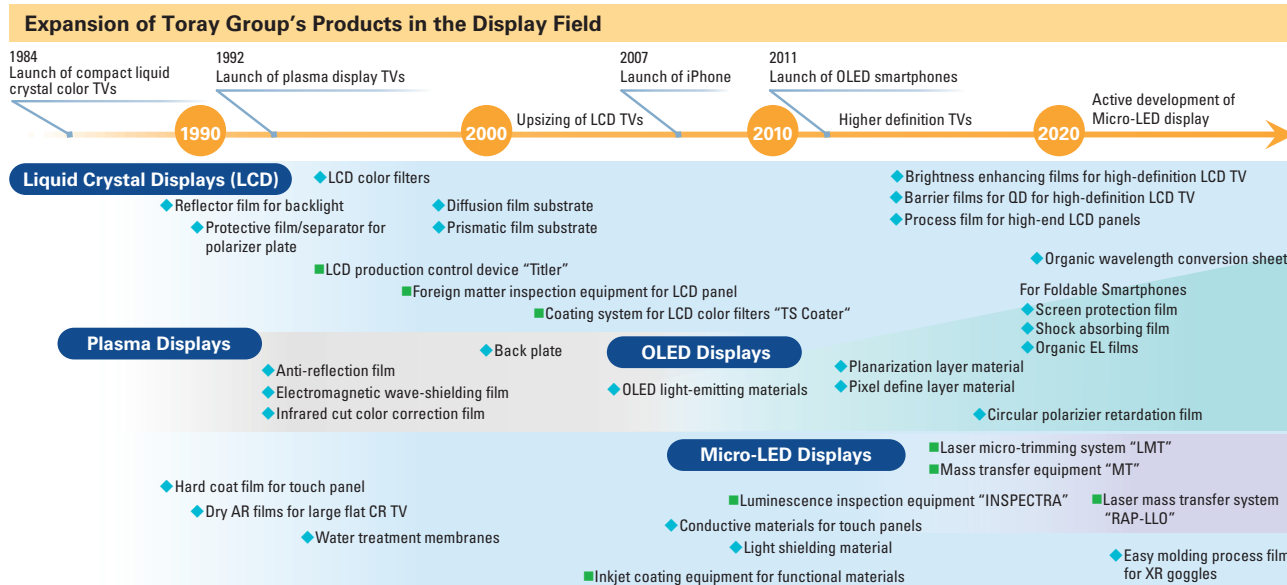 Expansion of Toray Group's Products in the Display Field
1984
Launch of compact liquid
crystal color TVs
1992
Launch of plasma display TVs
2007
Launch of iPhone
2011
Launch of OLED smartphones
1990
2000
Upsizing of LCD TVs
2010
Higher definition TVs
2020
Active development of
Micro-LED display
Liquid Crystal Displays (LCD)
LCD color filters
Reflector film for backlight
Protective film/separator for
polarizer plate
Diffusion film substrate
Prismatic film substrate
Brightness enhancing films for high-definition LCD TV
Barrier films for QD for high-definition LCD TV
Process film for high-end LCD panels
LCD production control device “Titler”
Foreign matter inspection equipment for LCD panel
Coating system for LCD color filters “TS Coater“
Organic wavelength conversion sheet
For Foldable Smartphones
Screen protection film
Shock absorbing film
Organic EL films
Plasma Displays
Back plate
Anti-reflection film
Electromagnetic wave-shielding film
Infrared cut color correction film
OLED Displays
OLED light-emitting materials
Planarization layer material
Pixel define layer material
Circular polarizier retardation film
Micro-LED Displays
Laser micro-trimming system “LMT”
Mass transfer equipment “MT”
Hard coat film for touch panel
Dry AR films for large flat CR TV
Water treatment membranes
Luminescence inspection equipment “INSPECTRA”
Laser mass transfer system
“RAP-LLO”
Conductive materials for touch panels
Light shielding material
Inkjet coating equipment for functional materials
Easy molding process film
for XR goggles